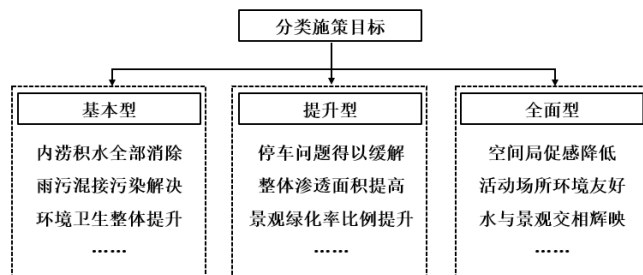 分类施策目标
基本型
内涝积水全部消除
雨污混接污染解决
环境卫生整体提升
……
提升型
停车问题得以缓解
整体渗透面积提高
景观绿化率比例提升
……
全面型
空间局促感降低
活动场所环境友好
水与景观交相辉映
……